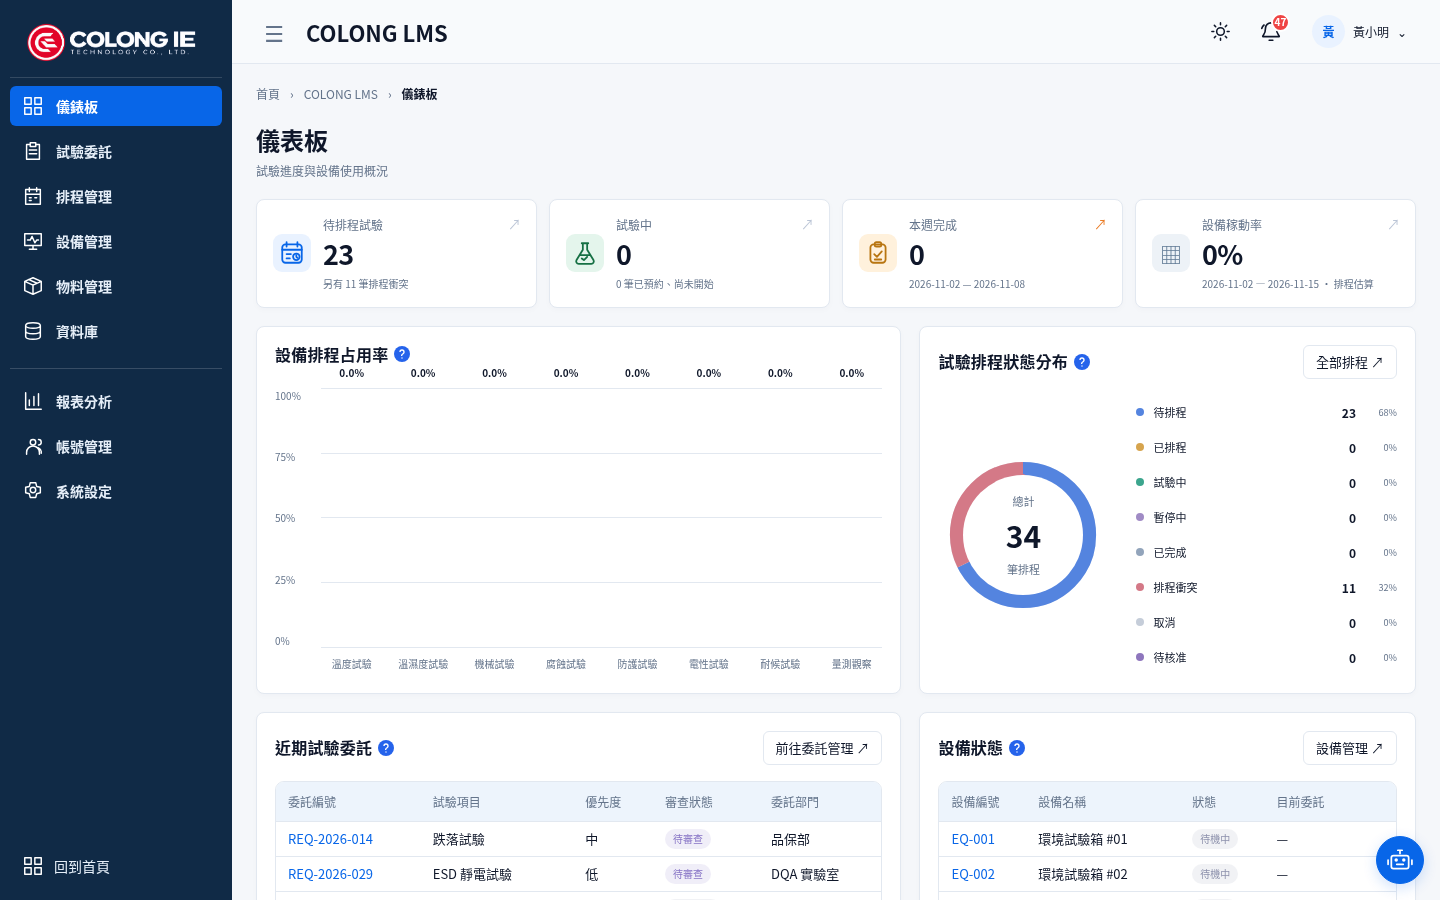 COLONG IE
TECHNOLOGY CO., LTD.
儀錶板
試驗委託
排程管理
設備管理
物料管理
資料庫
報表分析
帳號管理
系統設定
回到首頁
☰ COLONG LMS
47
黃 黃小明 ⌄
首頁 › COLONG LMS › 儀錶板
儀表板
試驗進度與設備使用概況
待排程試驗 ↗
23
另有 11 筆排程衝突
試驗中 ↗
0
0 筆已預約、尚未開始
本週完成 ↗
0
2026-11-02 — 2026-11-08
設備稼動率 ↗
0%
2026-11-02 — 2026-11-15 · 排程估算
設備排程占用率 ?
0.0% 0.0% 0.0% 0.0% 0.0% 0.0% 0.0% 0.0%
100%
75%
50%
25%
0%
溫度試驗 溫濕度試驗 機械試驗 腐蝕試驗 防護試驗 電性試驗 耐候試驗 量測觀察
試驗排程狀態分布 ? 全部排程 ↗
總計
34
筆排程
待排程 23 68%
已排程 0 0%
試驗中 0 0%
暫停中 0 0%
已完成 0 0%
排程衝突 11 32%
取消 0 0%
待核准 0 0%
近期試驗委託 ? 前往委託管理 ↗
委託編號 試驗項目 優先度 審查狀態 委託部門
REQ-2026-014 跌落試驗 中 待審查 品保部
REQ-2026-029 ESD 靜電試驗 低 待審查 DQA 實驗室
設備狀態 ? 設備管理 ↗
設備編號 設備名稱 狀態 目前委託
EQ-001 環境試驗箱 #01 待機中 —
EQ-002 環境試驗箱 #02 待機中 —